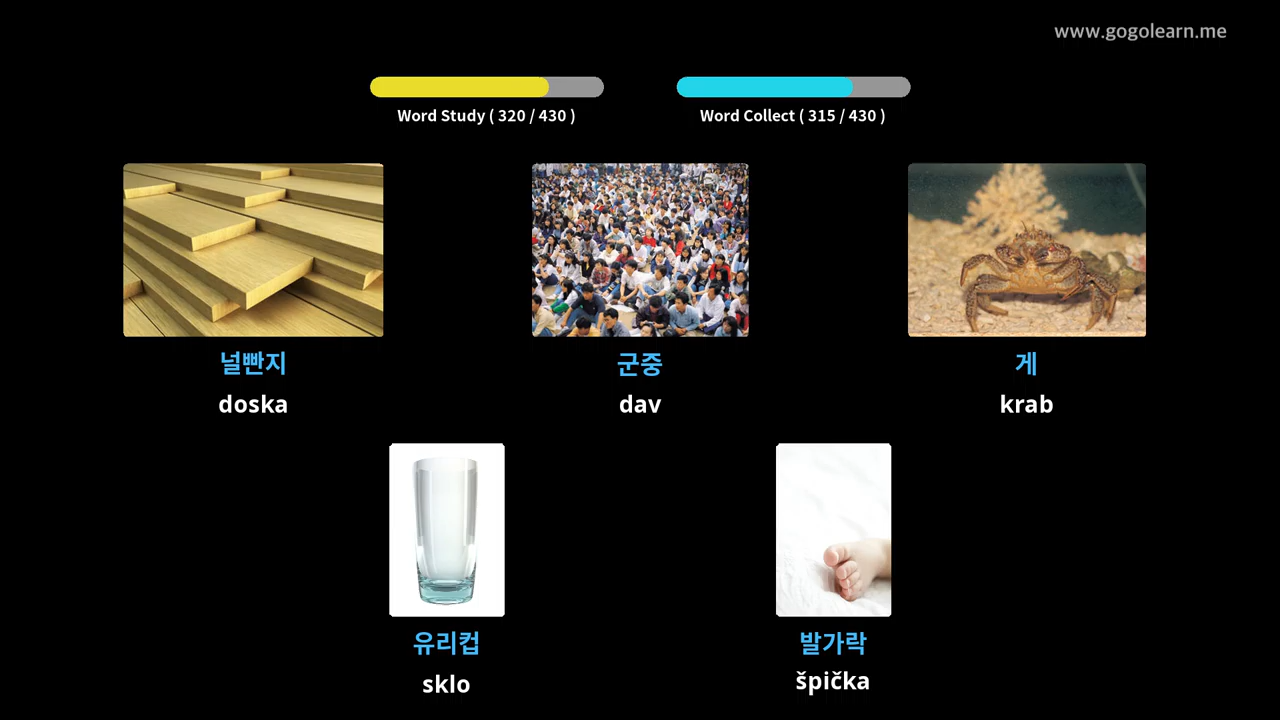 www.gogolearn.me
Word Study ( 320 / 430 )
Word Collect ( 315 / 430 )
널빤지
군중
게
doska
dav
krab
유리컵
발가락
sklo
špička